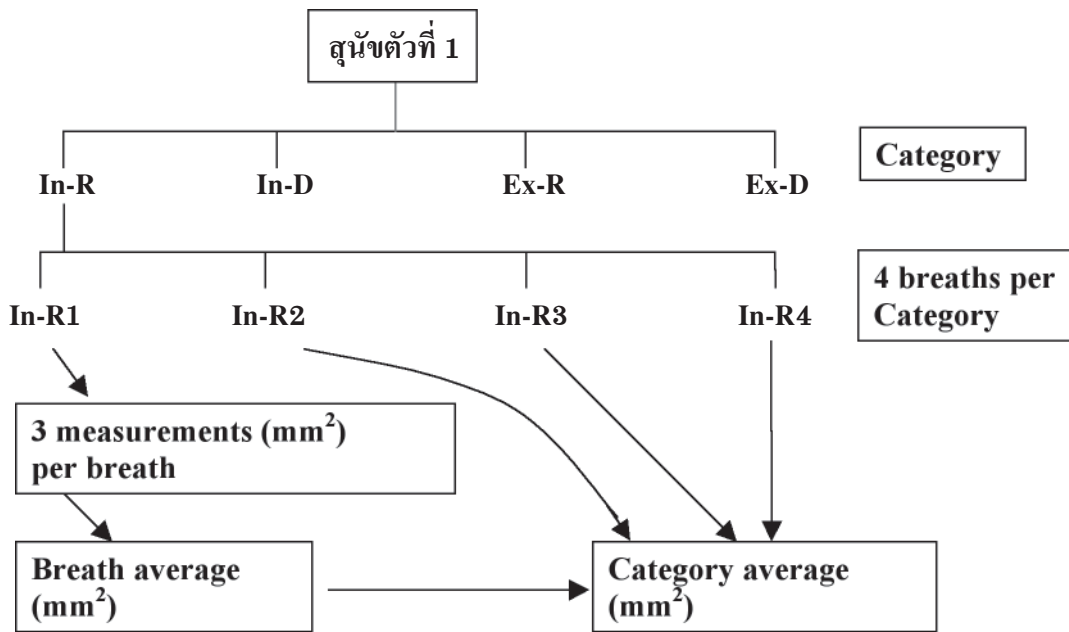 สุนัขตัวที่ 1
In-R In-D Ex-R Ex-D
Category
In-R1 In-R2 In-R3 In-R4
4 breaths per
Category
3 measurements (mm²)
per breath
Breath average
(mm²)
Category average
(mm²)